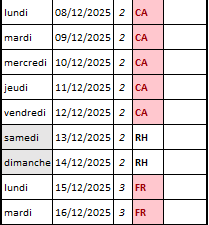 lundi 08/12/2025 2 CA
mardi 09/12/2025 2 CA
mercredi 10/12/2025 2 CA
jeudi 11/12/2025 2 CA
vendredi 12/12/2025 2 CA
samedi 13/12/2025 2 RH
dimanche 14/12/2025 2 RH
lundi 15/12/2025 3 FR
mardi 16/12/2025 3 FR